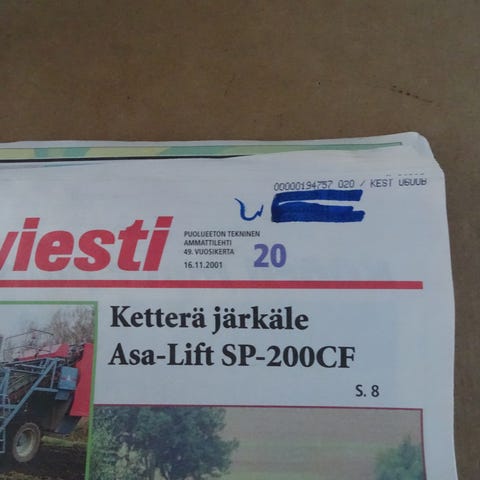 00000194757 020 / KEST 0600B
viesti
PUOLUEETON TEKNINEN
AMMATTILEHTI
49. VUOSIKERTA
16.11.2001
20
Ketterä järkäle
Asa-Lift SP-200CF
S. 8